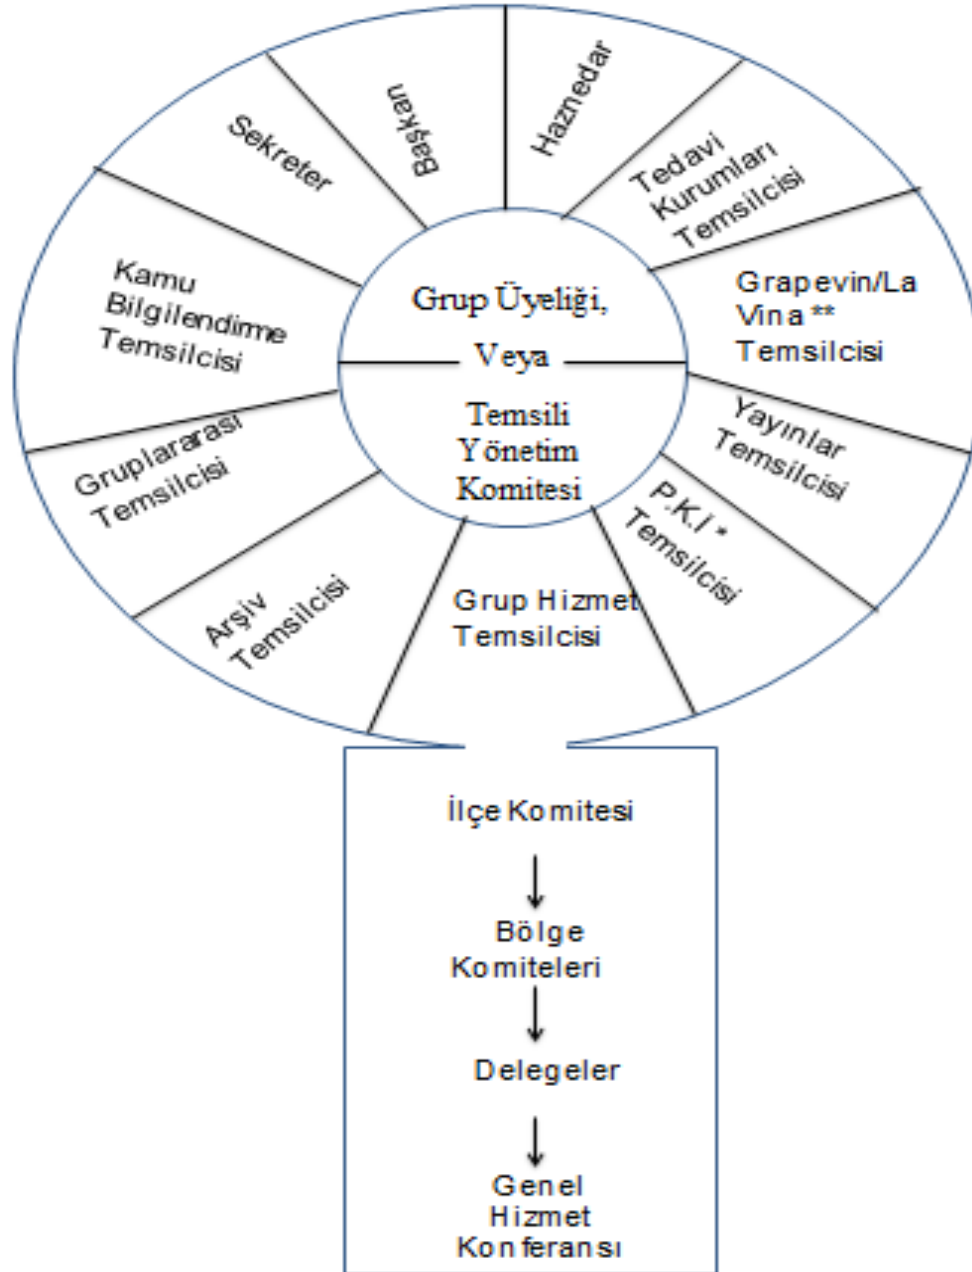 Başkan
Haznedar
Sekreter
Tedavi
Kurumları
Temsilcisi
Kamu
Bilgilendirme
Temsilcisi
Grup Üyeliği,
Veya
Temsili
Yönetim
Komitesi
Grapevin/La
Vina **
Temsilcisi
Gruplararası
Temsilcisi
Yayınlar
Temsilcisi
Arşiv
Temsilcisi
Grup Hizmet
Temsilcisi
P.K.İ *
Temsilcisi
İlçe Komitesi
Bölge
Komiteleri
Delegeler
Genel
Hizmet
Konferansı